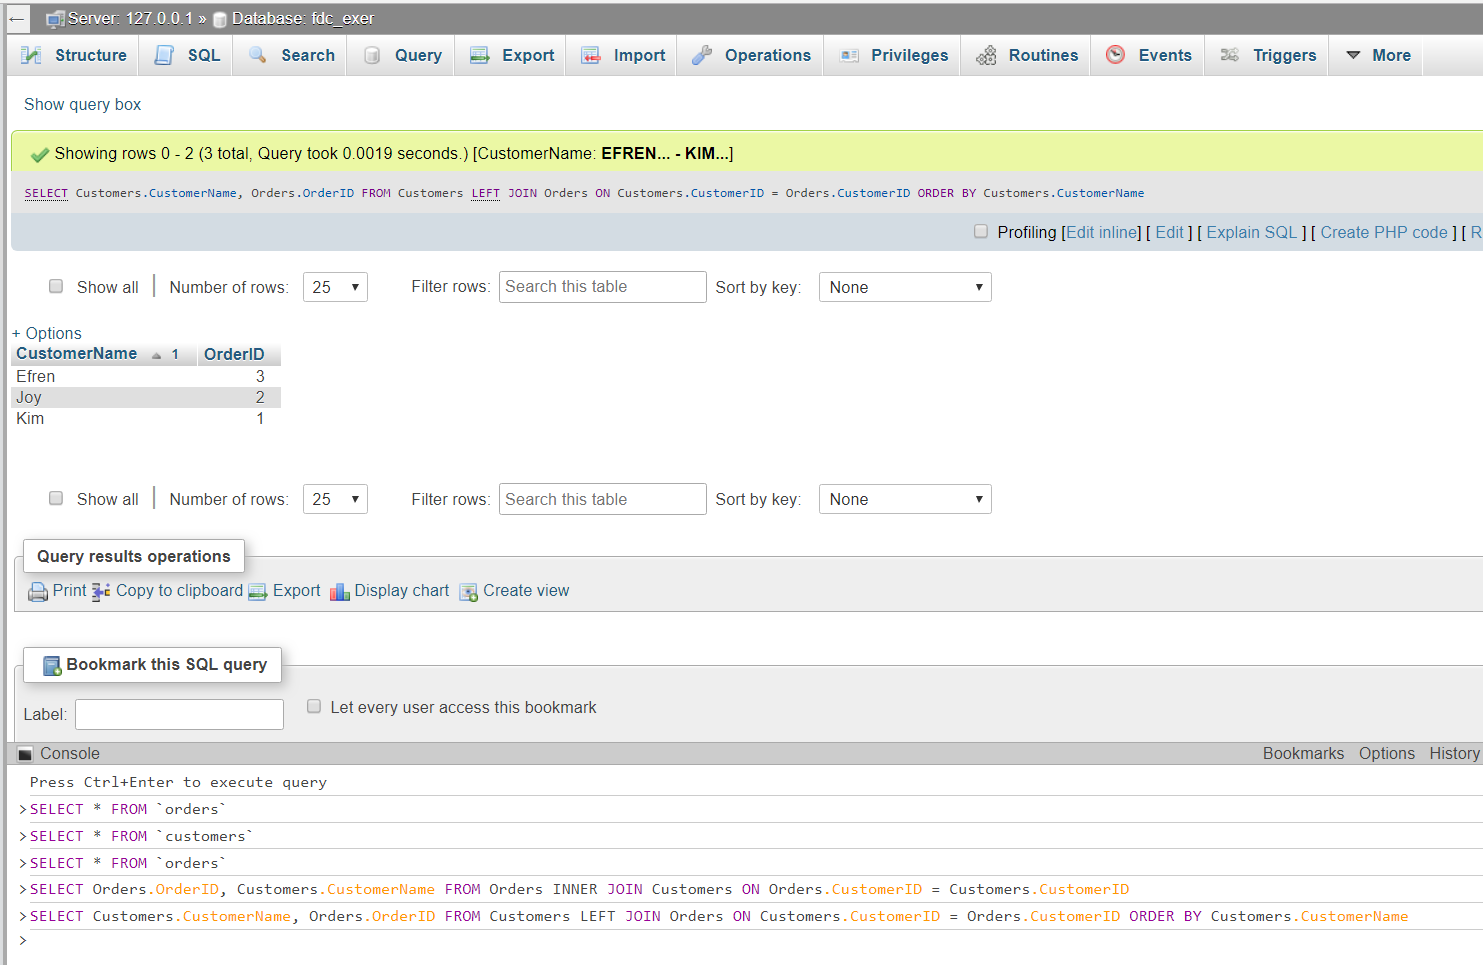 Server: 127.0.0.1 » Database: fdc_exer
Structure SQL Search Query Export Import Operations Privileges Routines Events Triggers More
Show query box
Showing rows 0 - 2 (3 total, Query took 0.0019 seconds.) [CustomerName: EFREN... - KIM...]
SELECT Customers.CustomerName, Orders.OrderID FROM Customers LEFT JOIN Orders ON Customers.CustomerID = Orders.CustomerID ORDER BY Customers.CustomerName
Profiling [Edit inline] [ Edit ] [ Explain SQL ] [ Create PHP code ] [ R
Show all Number of rows: 25 Filter rows: Search this table Sort by key: None
+ Options
CustomerName 1 OrderID
Efren 3
Joy 2
Kim 1
Show all Number of rows: 25 Filter rows: Search this table Sort by key: None
Query results operations
Print Copy to clipboard Export Display chart Create view
Bookmark this SQL query
Label: Let every user access this bookmark
Console Bookmarks Options History
Press Ctrl+Enter to execute query
>SELECT * FROM `orders`
>SELECT * FROM `customers`
>SELECT * FROM `orders`
>SELECT Orders.OrderID, Customers.CustomerName FROM Orders INNER JOIN Customers ON Orders.CustomerID = Customers.CustomerID
>SELECT Customers.CustomerName, Orders.OrderID FROM Customers LEFT JOIN Orders ON Customers.CustomerID = Orders.CustomerID ORDER BY Customers.CustomerName
>